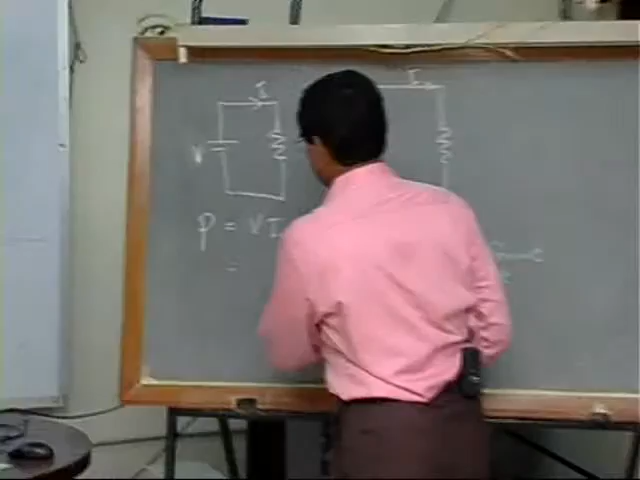 I I
V
P = VI
=